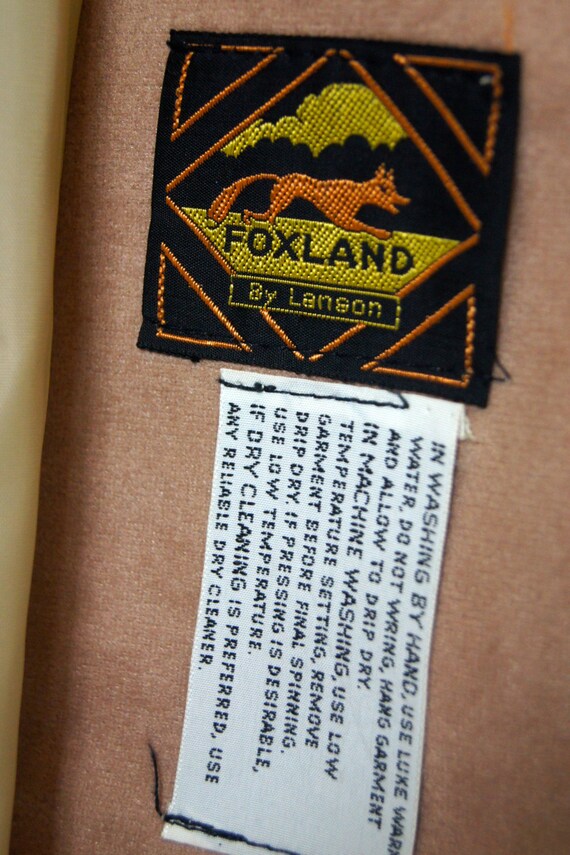 FOXLAND
By Lanson
IN WASHING BY HAND, USE LUKE WARM
WATER, DO NOT WRING, HANG GARMENT
AND ALLOW TO DRIP DRY.
IN MACHINE WASHING, USE LOW
TEMPERATURE SETTING, REMOVE
GARMENT BEFORE FINAL SPINNING.
DRIP DRY. IF PRESSING IS DESIRABLE,
USE LOW TEMPERATURE.
IF DRY CLEANING IS PREFERRED, USE
ANY RELIABLE DRY CLEANER.